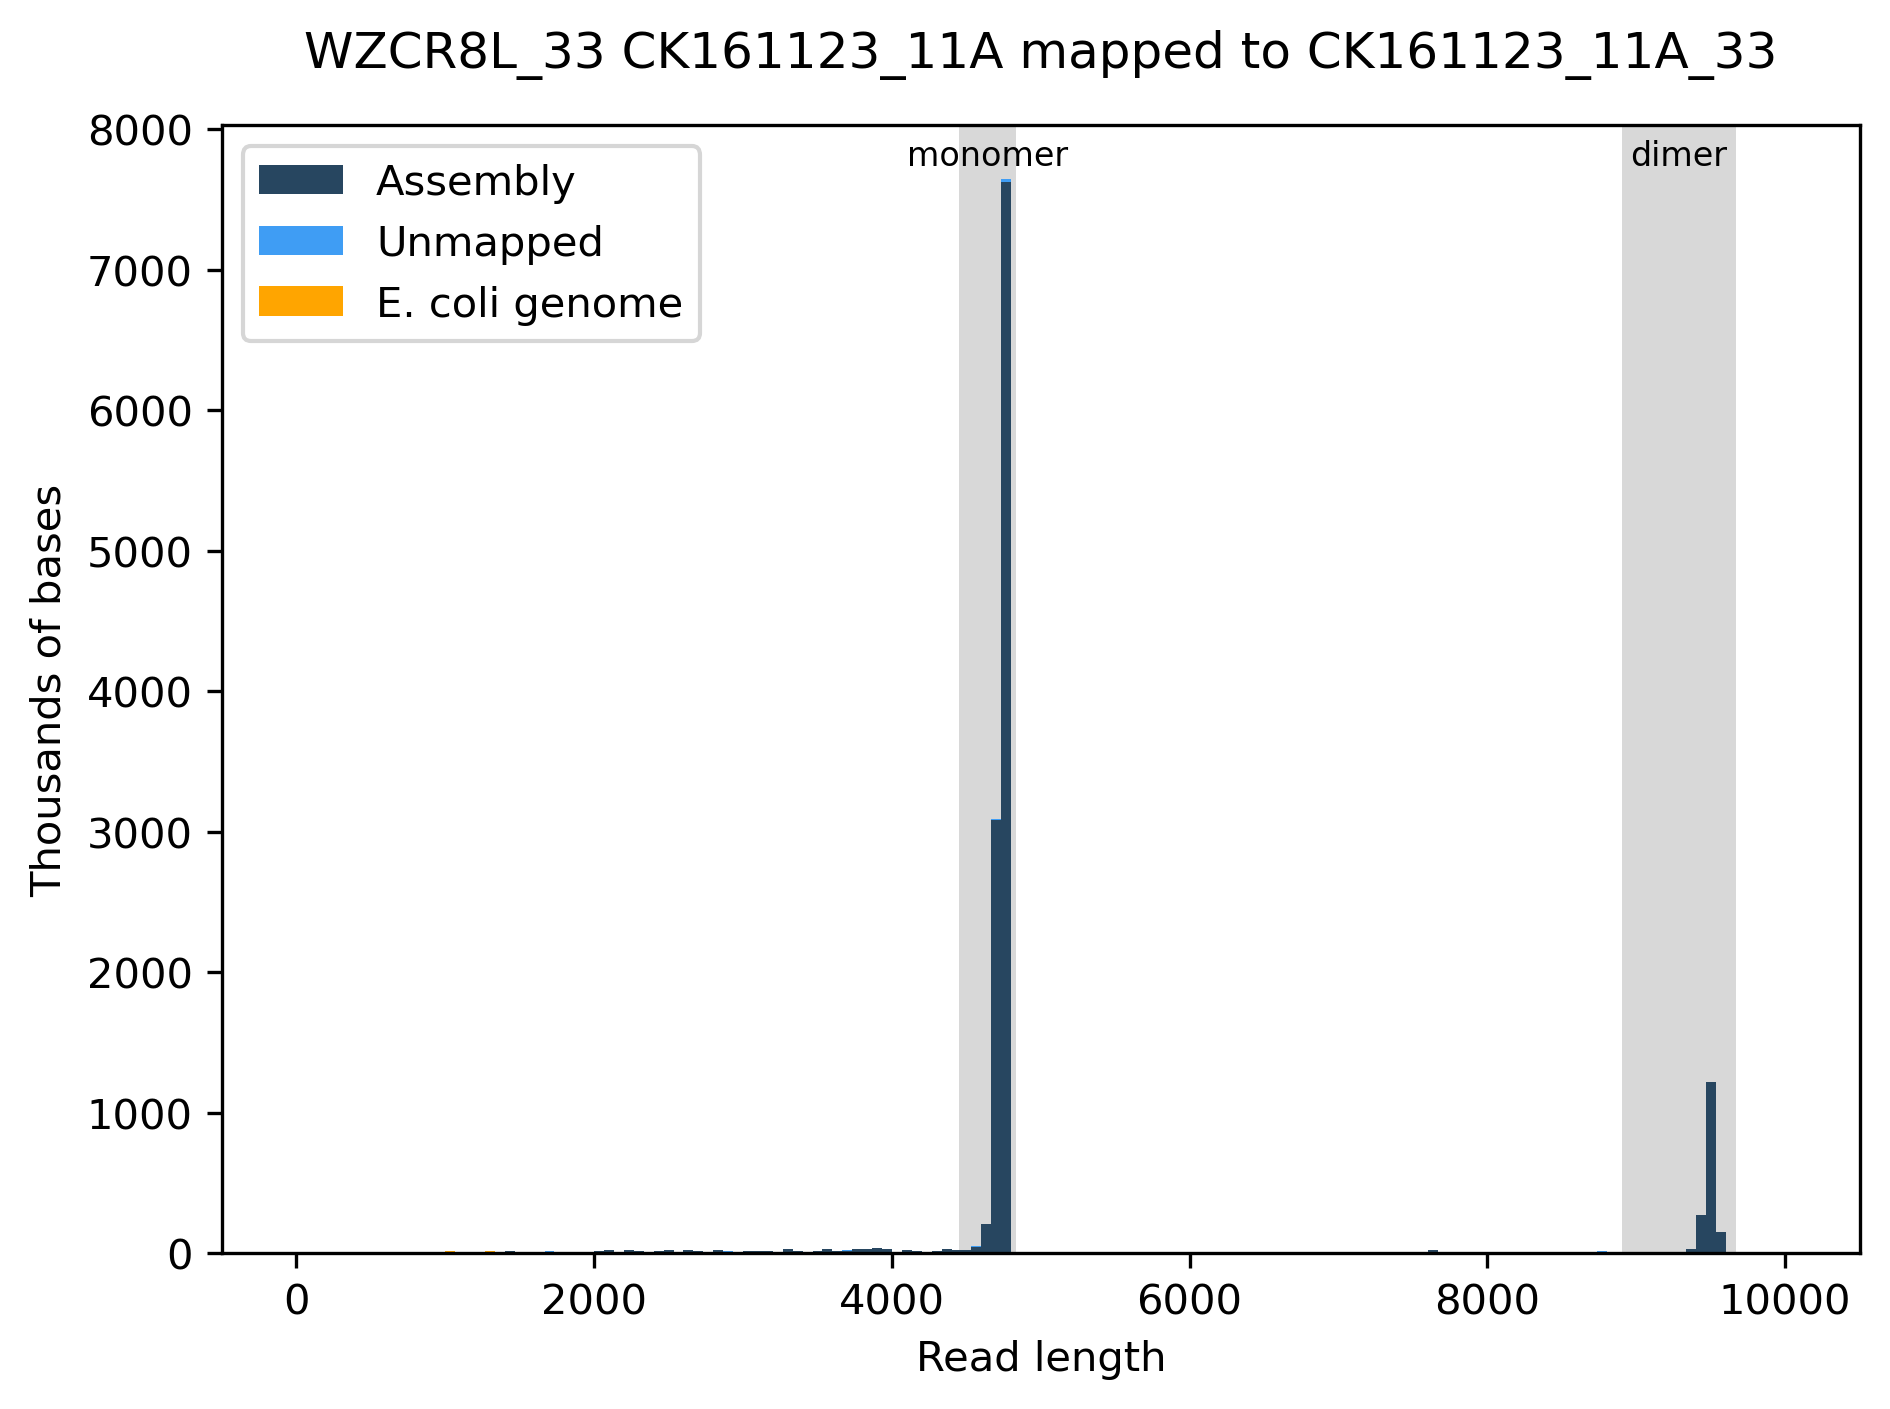 WZCR8L_33 CK161123_11A mapped to CK161123_11A_33
8000
7000
6000
5000
4000
3000
2000
1000
0
Thousands of bases
Assembly
Unmapped
E. coli genome
monomer
dimer
0
2000
4000
6000
8000
10000
Read length